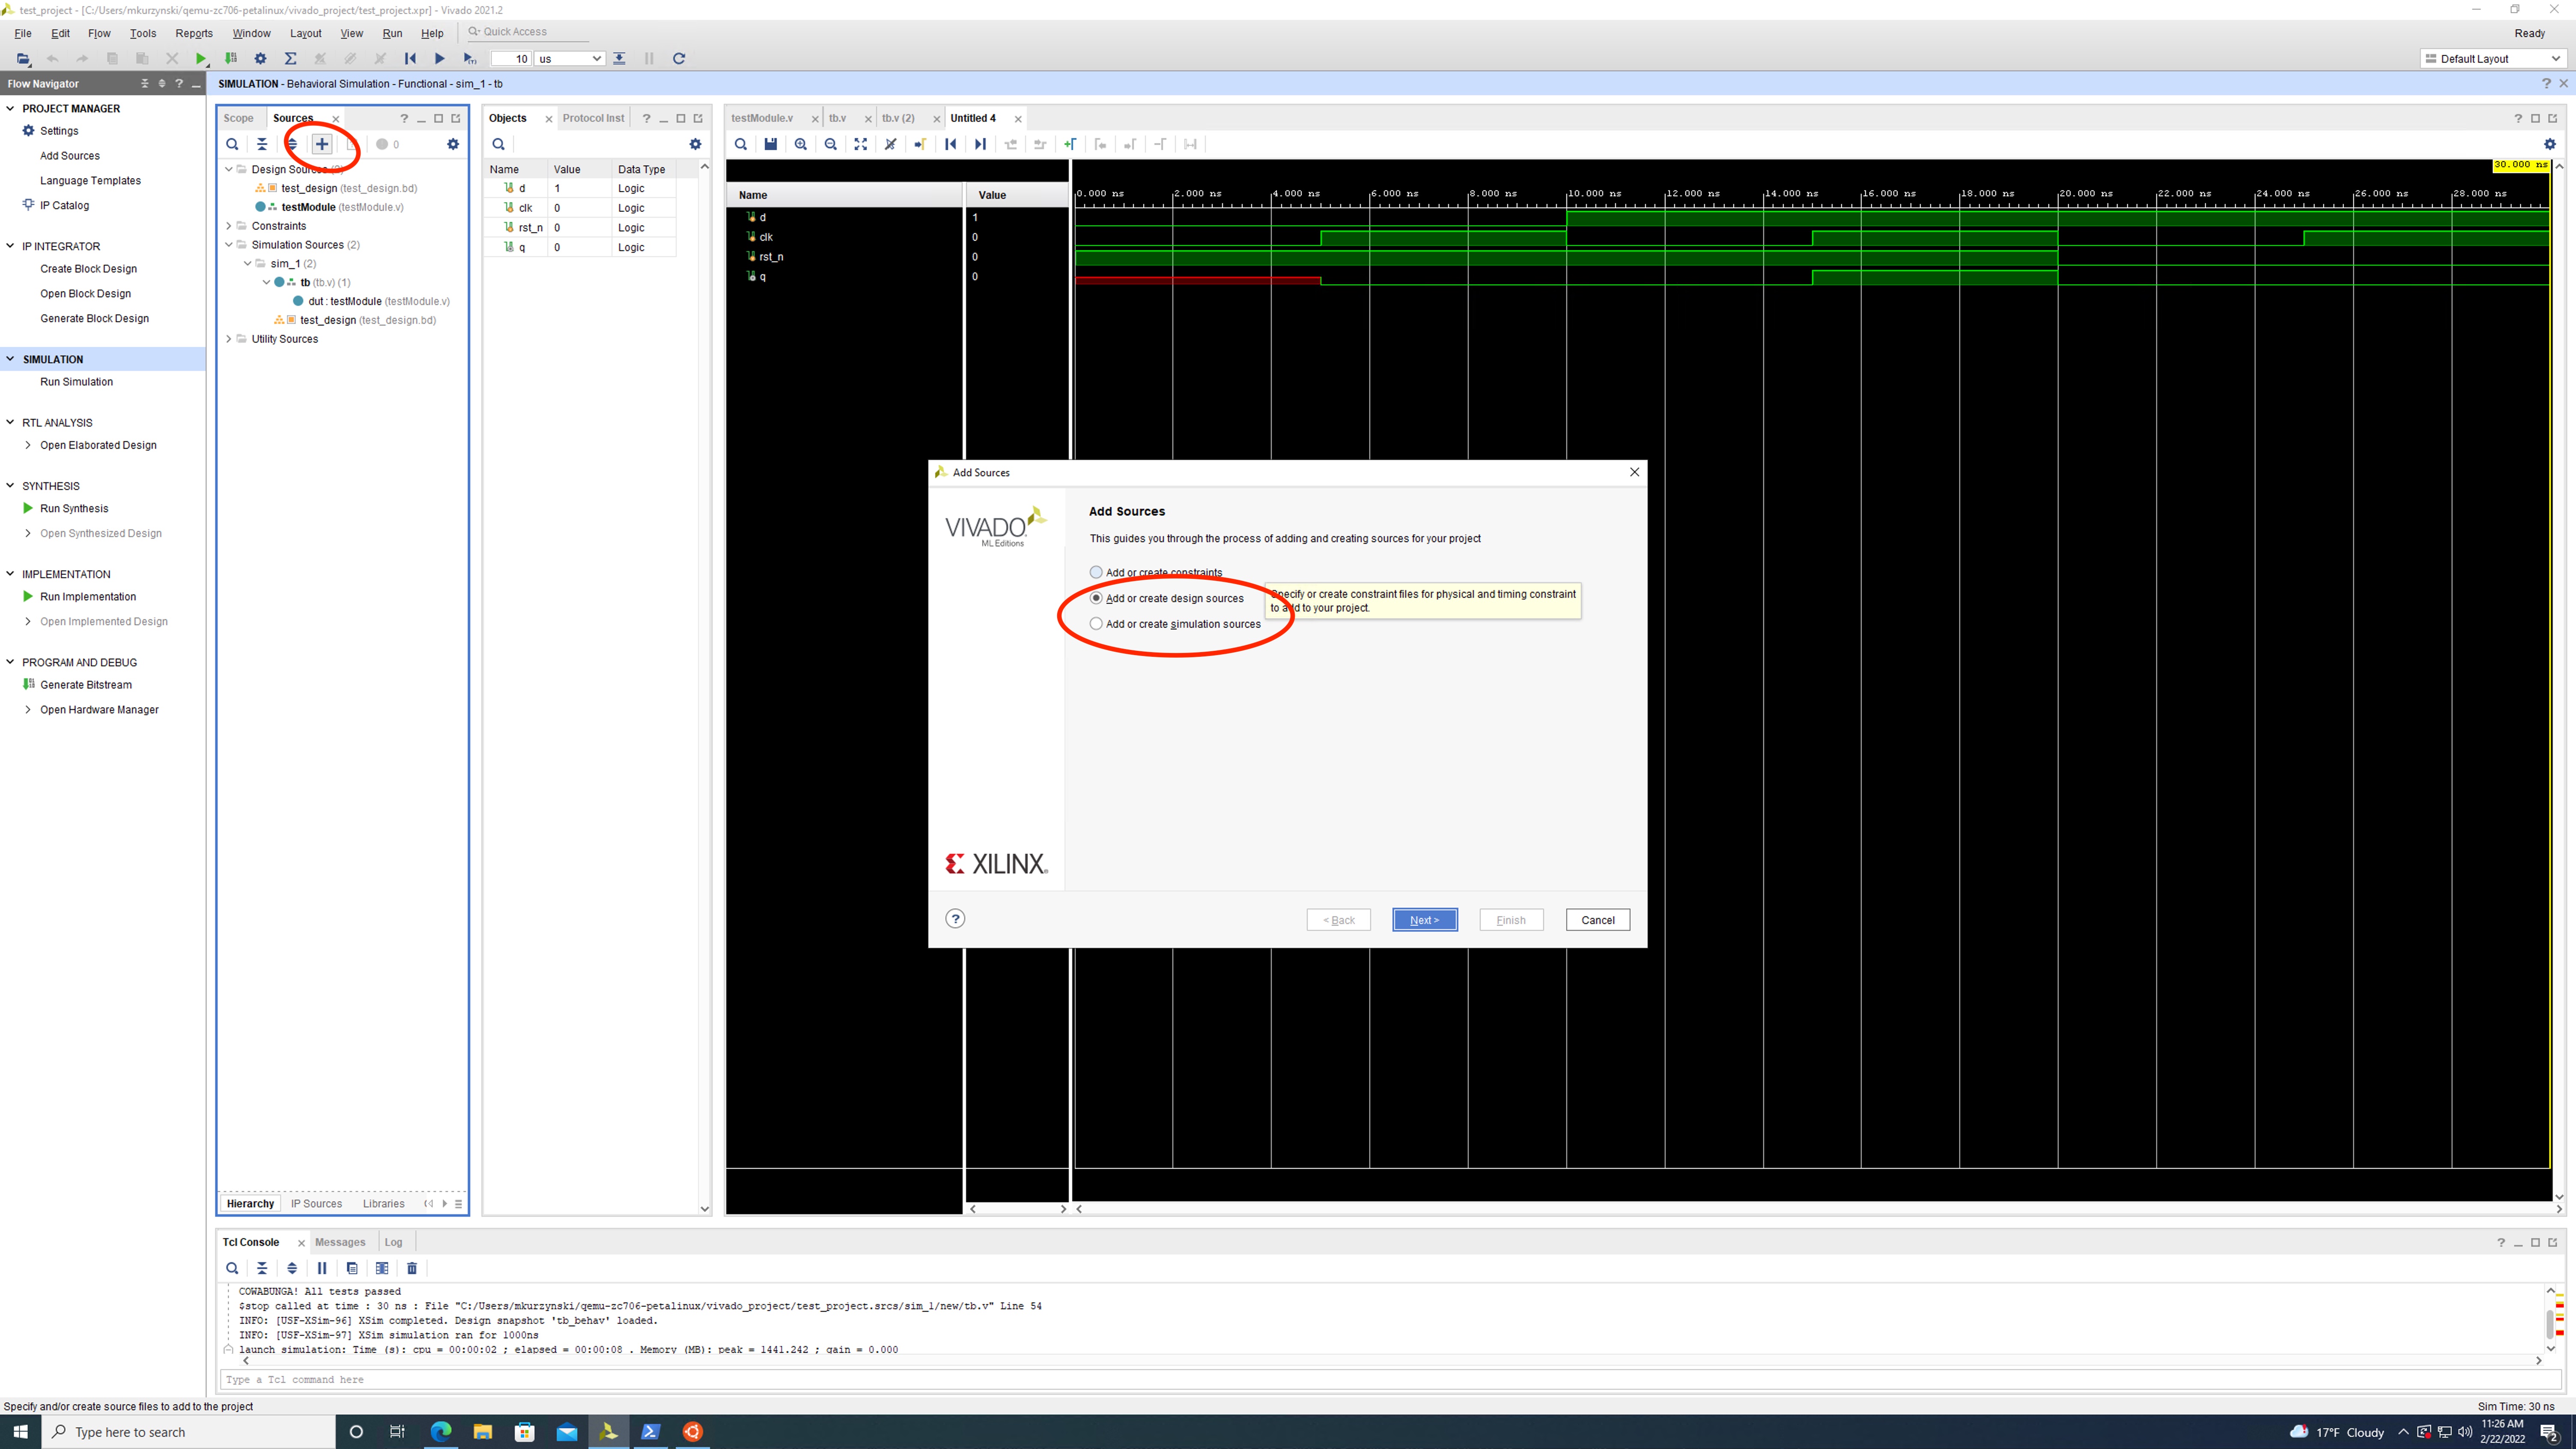 test_project - [C:/Users/mkurzynski/qemu-zc706-petalinux/vivado_project/test_project.xpr] - Vivado 2021.2
File Edit Flow Tools Reports Window Layout View Run Help Quick Access
Ready
10 us
Default Layout
Flow Navigator
SIMULATION - Behavioral Simulation - Functional - sim_1 - tb
PROJECT MANAGER
Settings
Add Sources
Language Templates
IP Catalog
IP INTEGRATOR
Create Block Design
Open Block Design
Generate Block Design
SIMULATION
Run Simulation
RTL ANALYSIS
Open Elaborated Design
SYNTHESIS
Run Synthesis
Open Synthesized Design
IMPLEMENTATION
Run Implementation
Open Implemented Design
PROGRAM AND DEBUG
Generate Bitstream
Open Hardware Manager
Scope Sources
0
Design Sources
test_design (test_design.bd)
testModule (testModule.v)
Constraints
Simulation Sources (2)
sim_1 (2)
tb (tb.v) (1)
dut : testModule (testModule.v)
test_design (test_design.bd)
Utility Sources
Hierarchy IP Sources Libraries
Objects Protocol Inst
Name Value Data Type
d 1 Logic
clk 0 Logic
rst_n 0 Logic
q 0 Logic
testModule.v tb.v tb.v (2) Untitled 4
30.000 ns
Name Value
0.000 ns 2.000 ns 4.000 ns 6.000 ns 8.000 ns 10.000 ns 12.000 ns 14.000 ns 16.000 ns 18.000 ns 20.000 ns 22.000 ns 24.000 ns 26.000 ns 28.000 ns
d 1
clk 0
rst_n 0
q 0
Add Sources
VIVADO
ML Editions
Add Sources
This guides you through the process of adding and creating sources for your project
Add or create constraints
Add or create design sources
Add or create simulation sources
Specify or create constraint files for physical and timing constraint
to add to your project.
XILINX
?
< Back Next > Finish Cancel
Tcl Console Messages Log
COWABUNGA! All tests passed
$stop called at time : 30 ns : File "C:/Users/mkurzynski/qemu-zc706-petalinux/vivado_project/test_project.srcs/sim_1/new/tb.v" Line 54
INFO: [USF-XSim-96] XSim completed. Design snapshot 'tb_behav' loaded.
INFO: [USF-XSim-97] XSim simulation ran for 1000ns
launch_simulation: Time (s): cpu = 00:00:02 ; elapsed = 00:00:08 . Memory (MB): peak = 1441.242 ; gain = 0.000
Type a Tcl command here
Specify and/or create source files to add to the project
Sim Time: 30 ns
Type here to search
17°F Cloudy
11:26 AM
2/22/2022
2